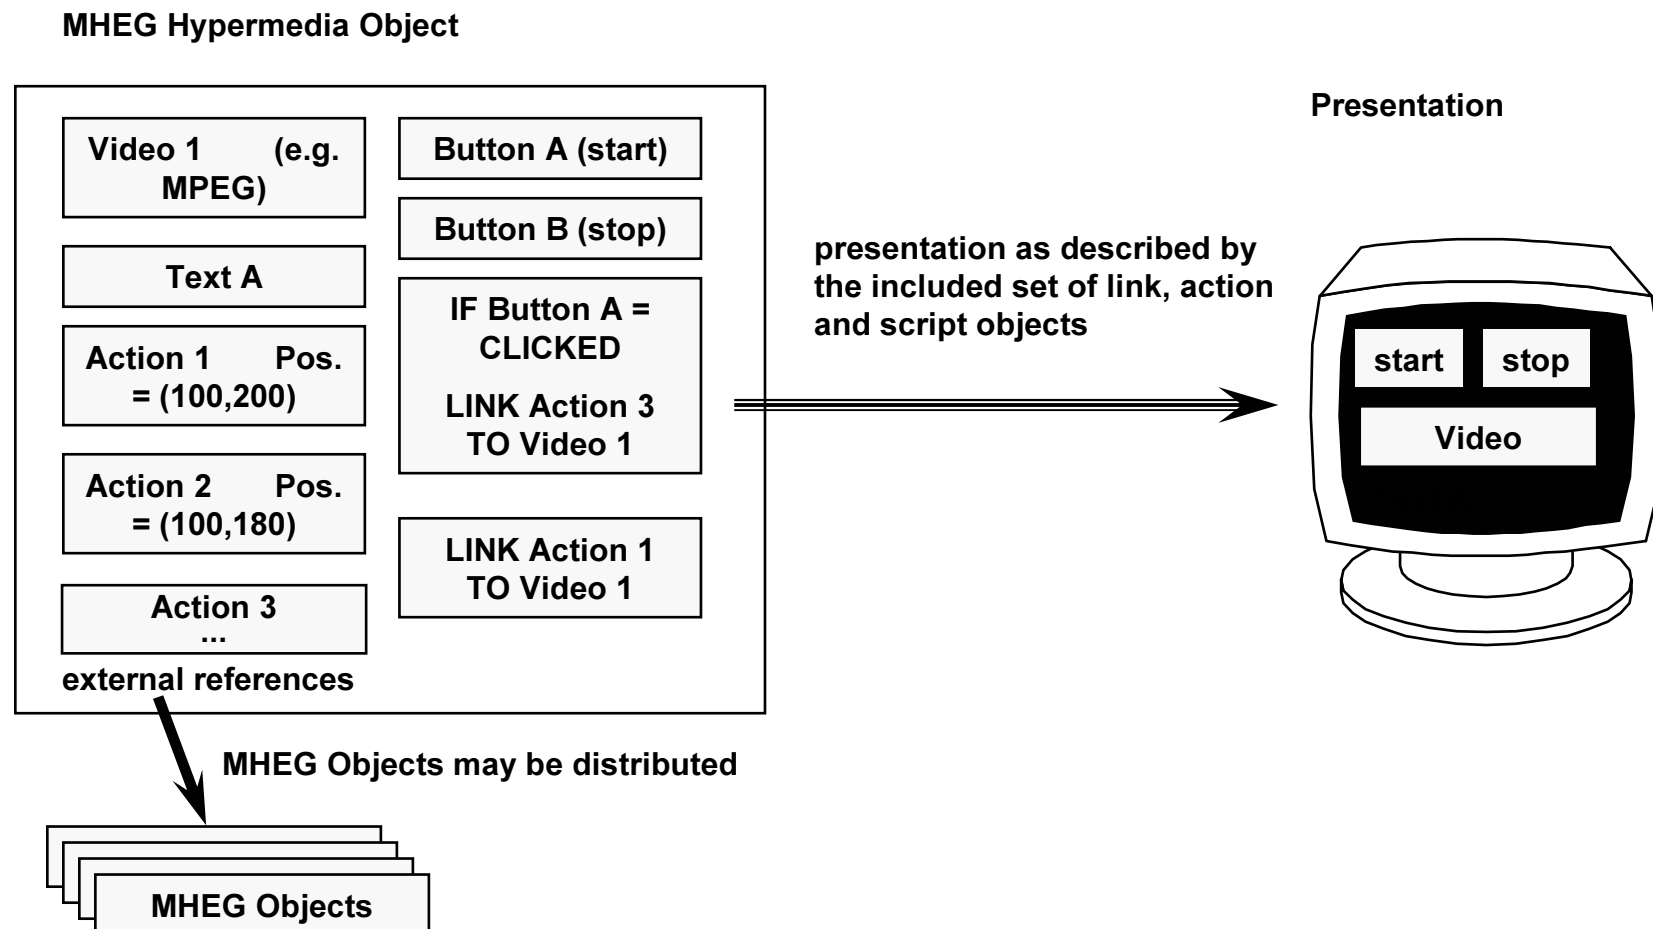 MHEG Hypermedia Object
Video 1 (e.g.
MPEG)
Text A
Action 1 Pos.
= (100,200)
Action 2 Pos.
= (100,180)
Action 3
...
external references
Button A (start)
Button B (stop)
IF Button A =
CLICKED
LINK Action 3
TO Video 1
LINK Action 1
TO Video 1
MHEG Objects may be distributed
MHEG Objects
presentation as described by
the included set of link, action
and script objects
Presentation
start stop
Video